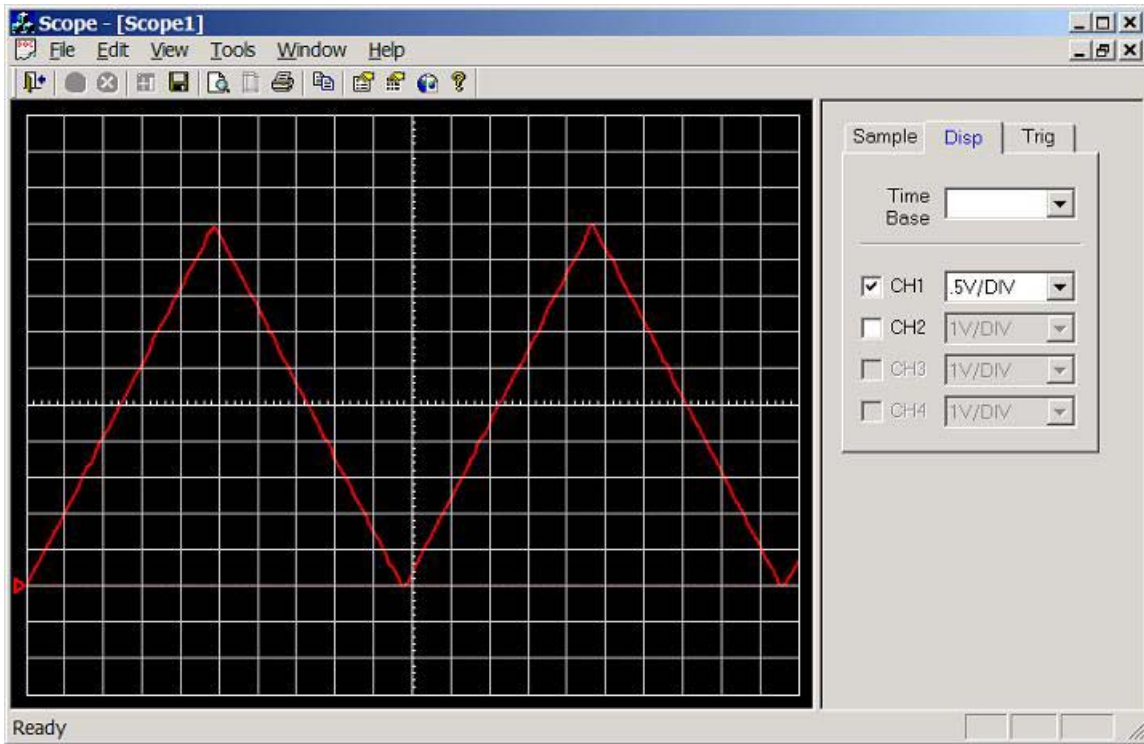 Scope - [Scope1]
File Edit View Tools Window Help
Sample Disp Trig
Time
Base
CH1 .5V/DIV
CH2 1V/DIV
CH3 1V/DIV
CH4 1V/DIV
Ready